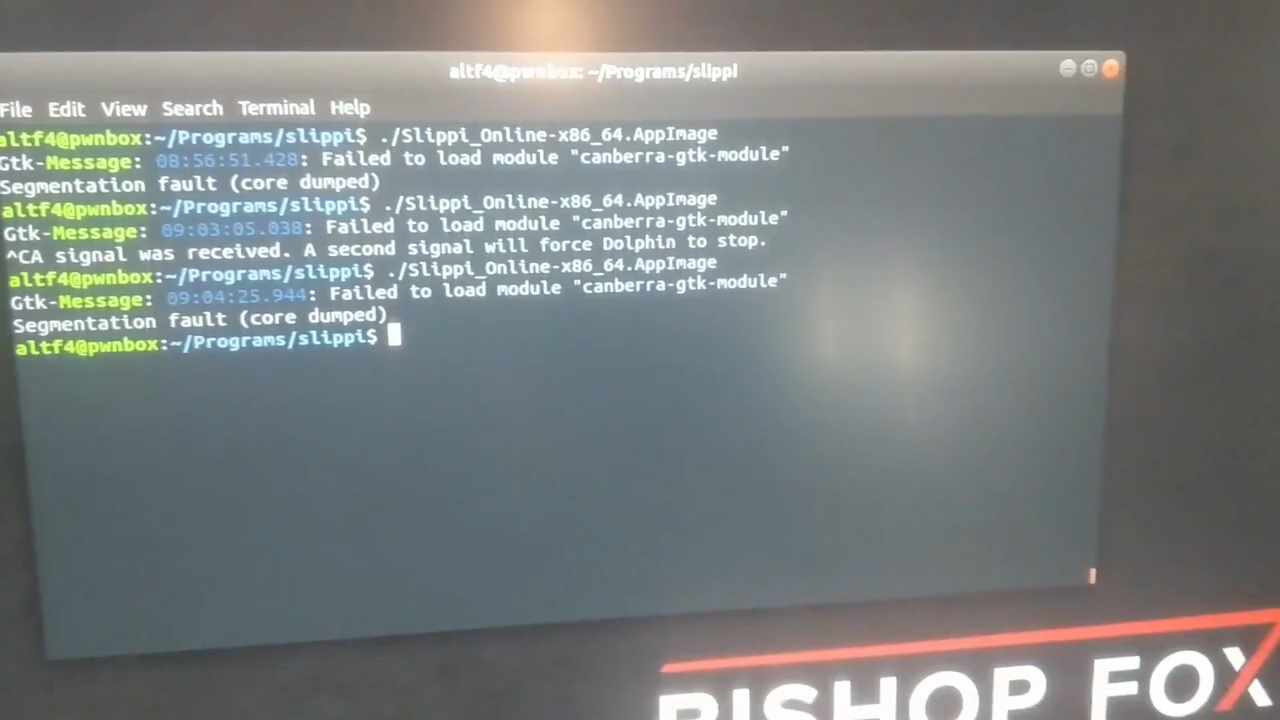 altf4@pwnbox: ~/Programs/slippi
File Edit View Search Terminal Help
altf4@pwnbox:~/Programs/slippi$ ./Slippi_Online-x86_64.AppImage
Gtk-Message: 08:56:51.428: Failed to load module "canberra-gtk-module"
Segmentation fault (core dumped)
altf4@pwnbox:~/Programs/slippi$ ./Slippi_Online-x86_64.AppImage
Gtk-Message: 09:03:05.038: Failed to load module "canberra-gtk-module"
^CA signal was received. A second signal will force Dolphin to stop.
altf4@pwnbox:~/Programs/slippi$ ./Slippi_Online-x86_64.AppImage
Gtk-Message: 09:04:25.944: Failed to load module "canberra-gtk-module"
Segmentation fault (core dumped)
altf4@pwnbox:~/Programs/slippi$
BISHOP FOX